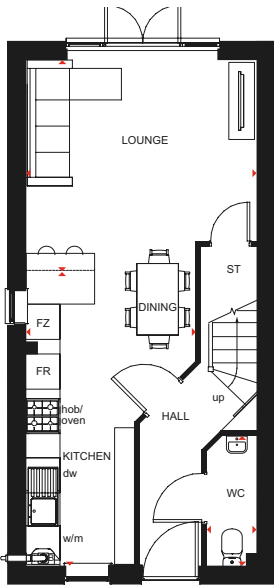 LOUNGE
ST
DINING
FZ
FR
up
hob/
oven
HALL
KITCHEN
dw
WC
w/m